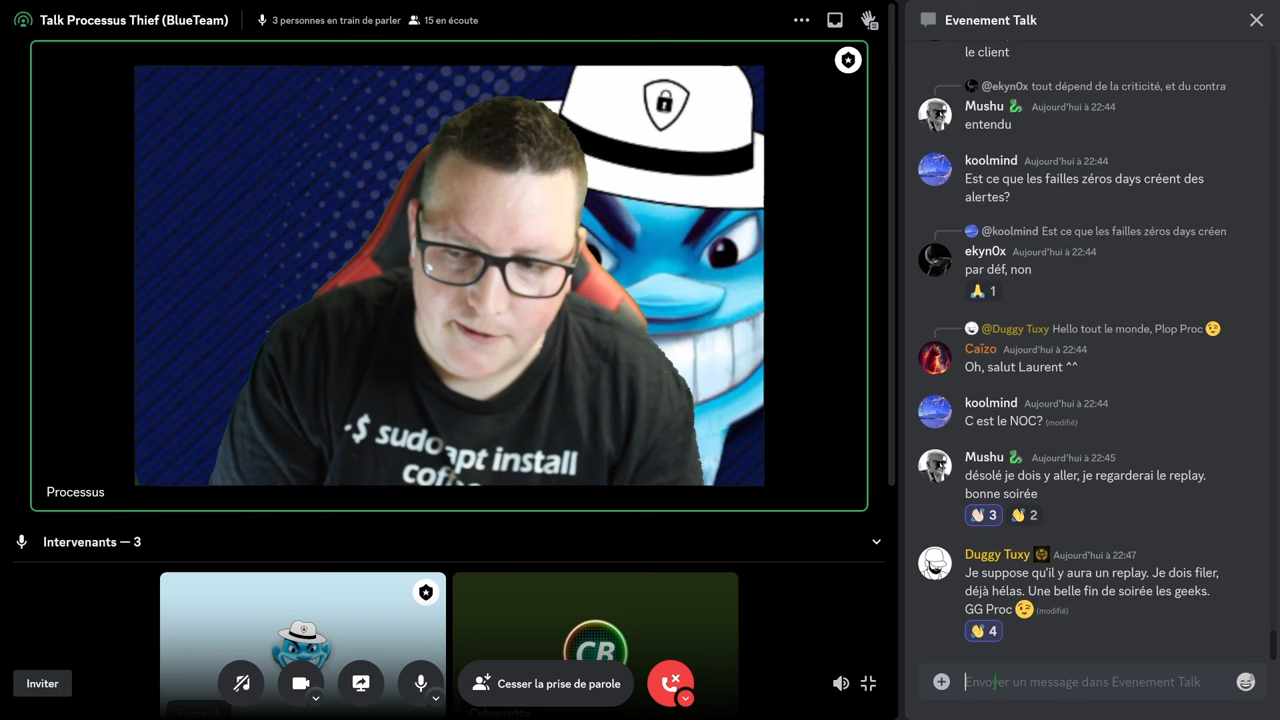 Talk Processus Thief (BlueTeam)
3 personnes en train de parler
15 en écoute
Processus
.$ sudo apt install
Intervenants — 3
CB
Inviter
Cesser la prise de parole
Evenement Talk
le client
@ekyn0x tout dépend de la criticité, et du contra
Mushu Aujourd'hui à 22:44
entendu
koolmind Aujourd'hui à 22:44
Est ce que les failles zéros days créent des
alertes?
@koolmind Est ce que les failles zéros days créen
ekyn0x Aujourd'hui à 22:44
par déf, non
1
@Duggy Tuxy Hello tout le monde, Plop Proc
Caïzo Aujourd'hui à 22:44
Oh, salut Laurent ^^
koolmind Aujourd'hui à 22:44
C est le NOC? (modifié)
Mushu Aujourd'hui à 22:45
désolé je dois y aller, je regarderai le replay.
bonne soirée
3 2
Duggy Tuxy Aujourd'hui à 22:47
Je suppose qu'il y aura un replay. Je dois filer,
déjà hélas. Une belle fin de soirée les geeks.
GG Proc (modifié)
4
Envoyer un message dans Evenement Talk